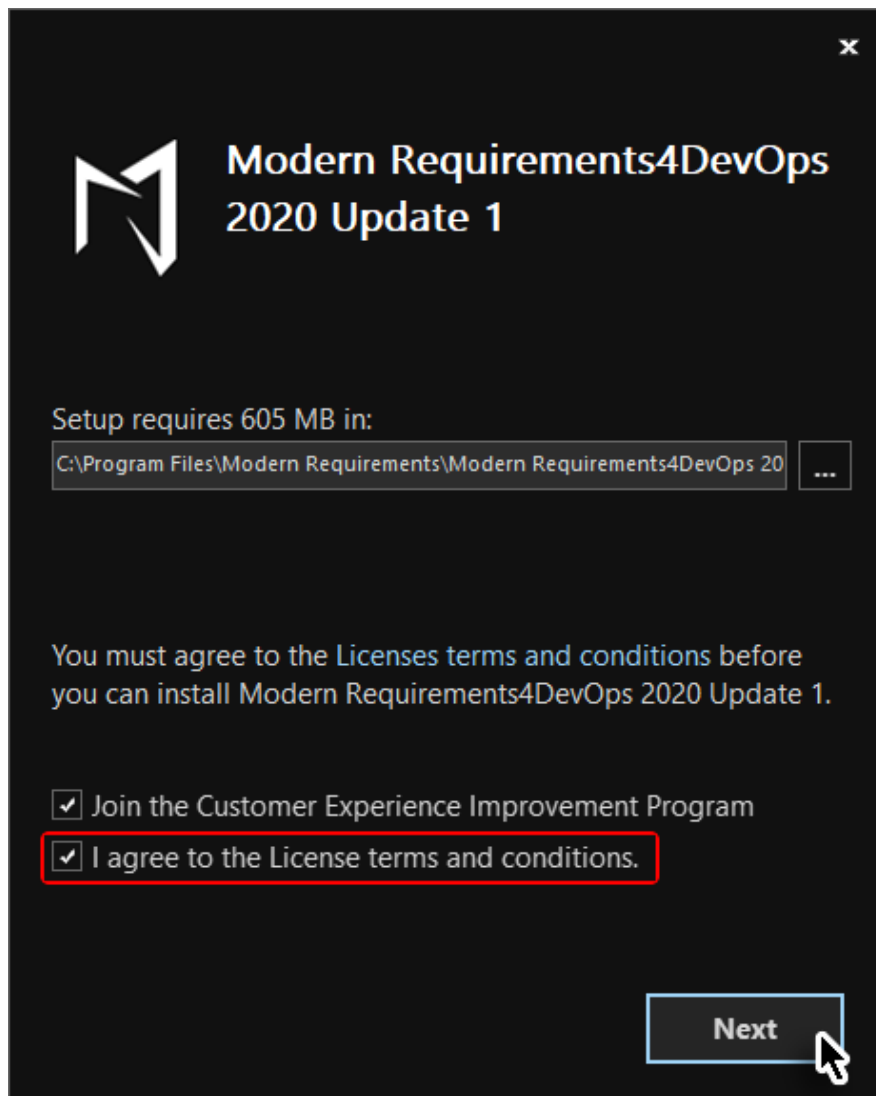 x
Modern Requirements4DevOps
2020 Update 1
Setup requires 605 MB in:
C:\Program Files\Modern Requirements\Modern Requirements4DevOps 20
...
You must agree to the Licenses terms and conditions before
you can install Modern Requirements4DevOps 2020 Update 1.
Join the Customer Experience Improvement Program
I agree to the License terms and conditions.
Next